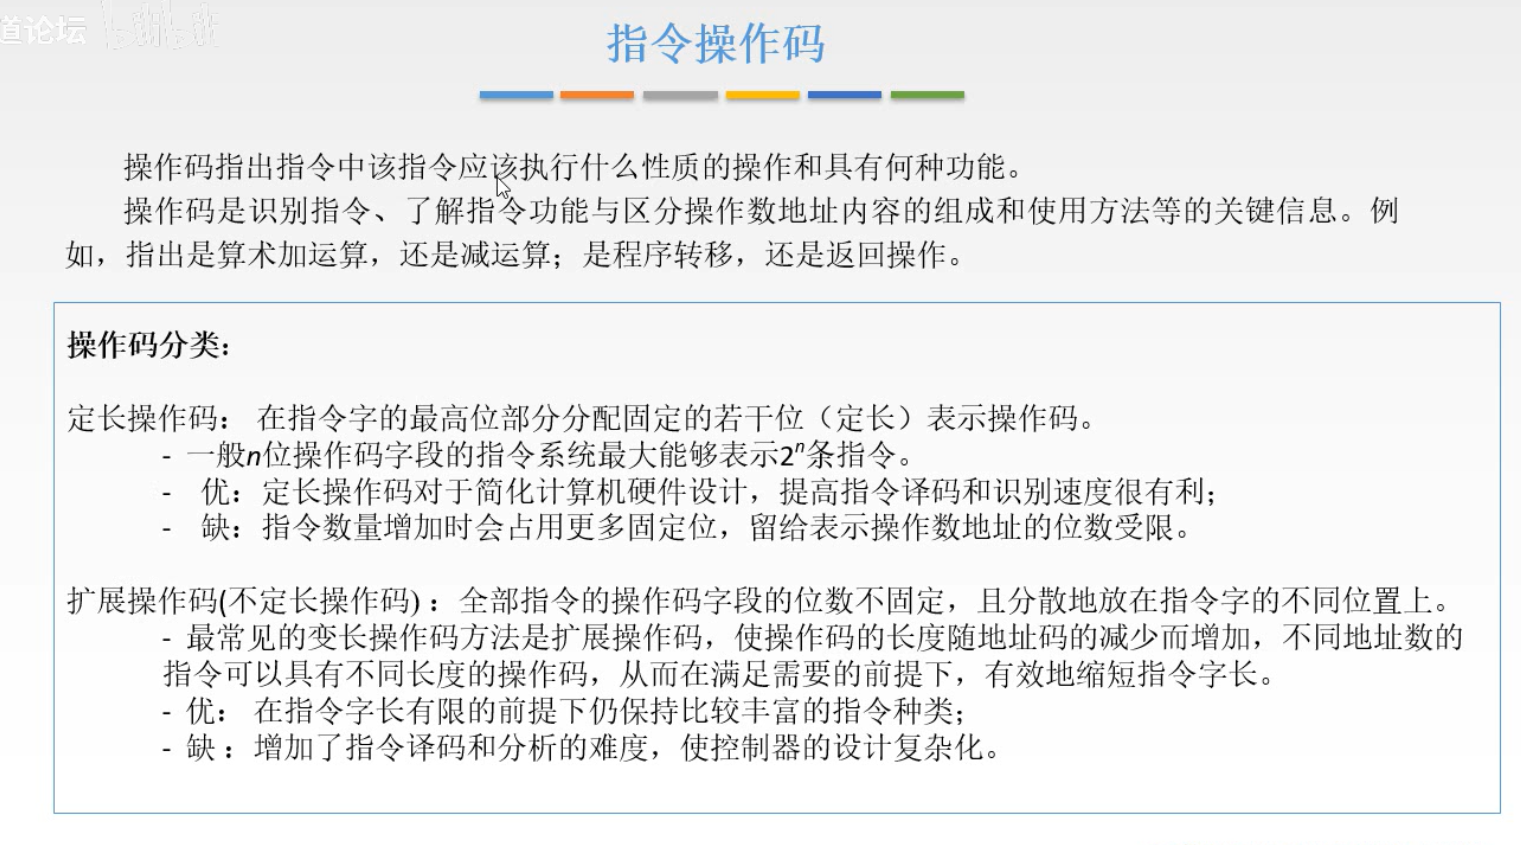 道论坛 bilibili
指令操作码
操作码指出指令中该指令应该执行什么性质的操作和具有何种功能。
操作码是识别指令、了解指令功能与区分操作数地址内容的组成和使用方法等的关键信息。例
如，指出是算术加运算，还是减运算；是程序转移，还是返回操作。
操作码分类：
定长操作码： 在指令字的最高位部分分配固定的若干位（定长）表示操作码。
- 一般n位操作码字段的指令系统最大能够表示2ⁿ条指令。
- 优：定长操作码对于简化计算机硬件设计，提高指令译码和识别速度很有利；
- 缺：指令数量增加时会占用更多固定位，留给表示操作数地址的位数受限。
扩展操作码(不定长操作码)：全部指令的操作码字段的位数不固定，且分散地放在指令字的不同位置上。
- 最常见的变长操作码方法是扩展操作码，使操作码的长度随地址码的减少而增加，不同地址数的
指令可以具有不同长度的操作码，从而在满足需要的前提下，有效地缩短指令字长。
- 优： 在指令字长有限的前提下仍保持比较丰富的指令种类；
- 缺：增加了指令译码和分析的难度，使控制器的设计复杂化。